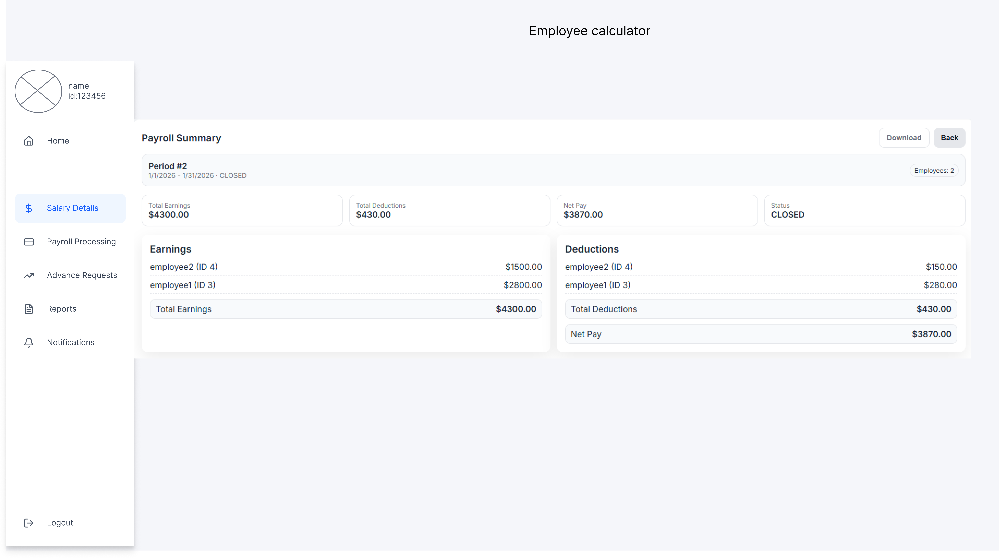 Employee calculator
name
id:123456
Home
Salary Details
Payroll Processing
Advance Requests
Reports
Notifications
Logout
Payroll Summary
Download
Back
Period #2
1/1/2026 - 1/31/2026 · CLOSED
Employees: 2
Total Earnings
$4300.00
Total Deductions
$430.00
Net Pay
$3870.00
Status
CLOSED
Earnings
employee2 (ID 4) $1500.00
employee1 (ID 3) $2800.00
Total Earnings $4300.00
Deductions
employee2 (ID 4) $150.00
employee1 (ID 3) $280.00
Total Deductions $430.00
Net Pay $3870.00